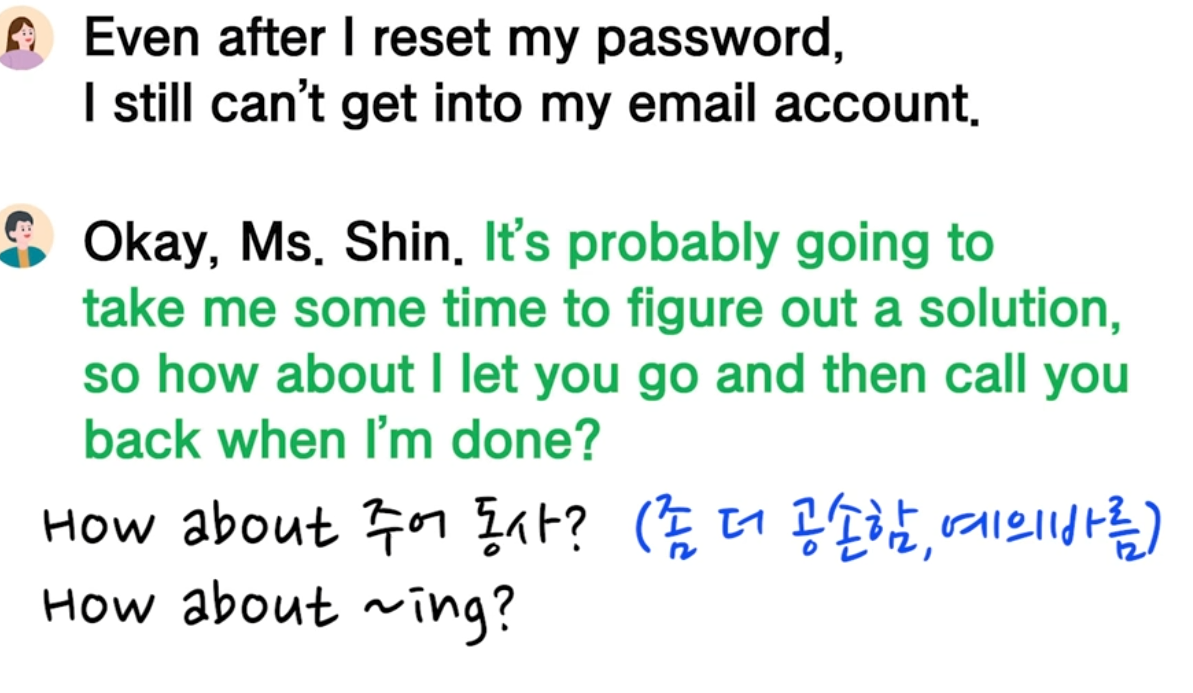 Even after I reset my password,
I still can't get into my email account.
Okay, Ms. Shin. It's probably going to
take me some time to figure out a solution,
so how about I let you go and then call you
back when I'm done?
How about 주어 동사? (좀 더 공손함, 예의바름)
How about ~ing?